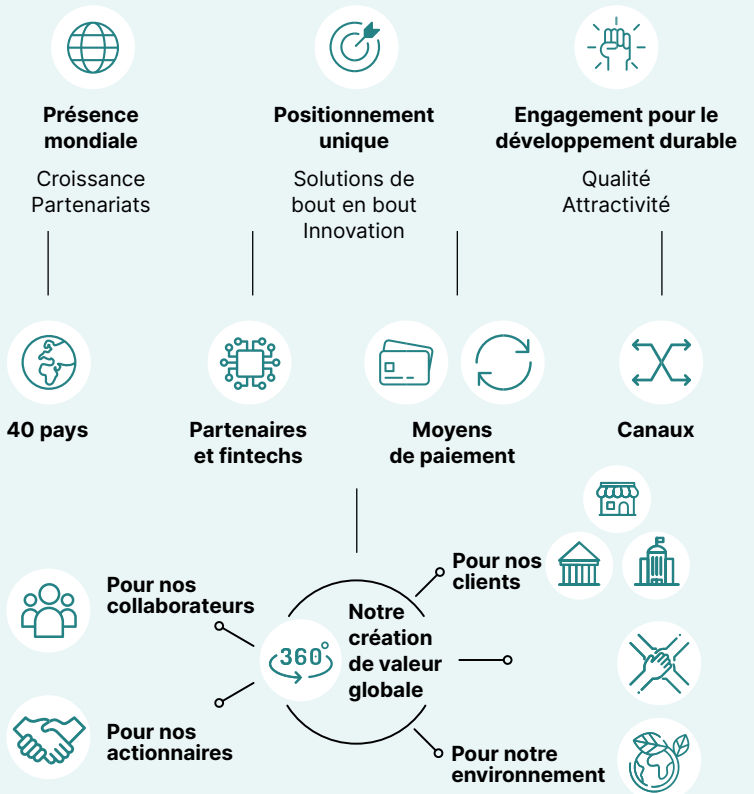 Présence
mondiale
Croissance
Partenariats
Positionnement
unique
Solutions de
bout en bout
Innovation
Engagement pour le
développement durable
Qualité
Attractivité
40 pays
Partenaires
et fintechs
Moyens
de paiement
Canaux
Pour nos
collaborateurs
Pour nos
clients
360°
Notre
création
de valeur
globale
Pour nos
actionnaires
Pour notre
environnement